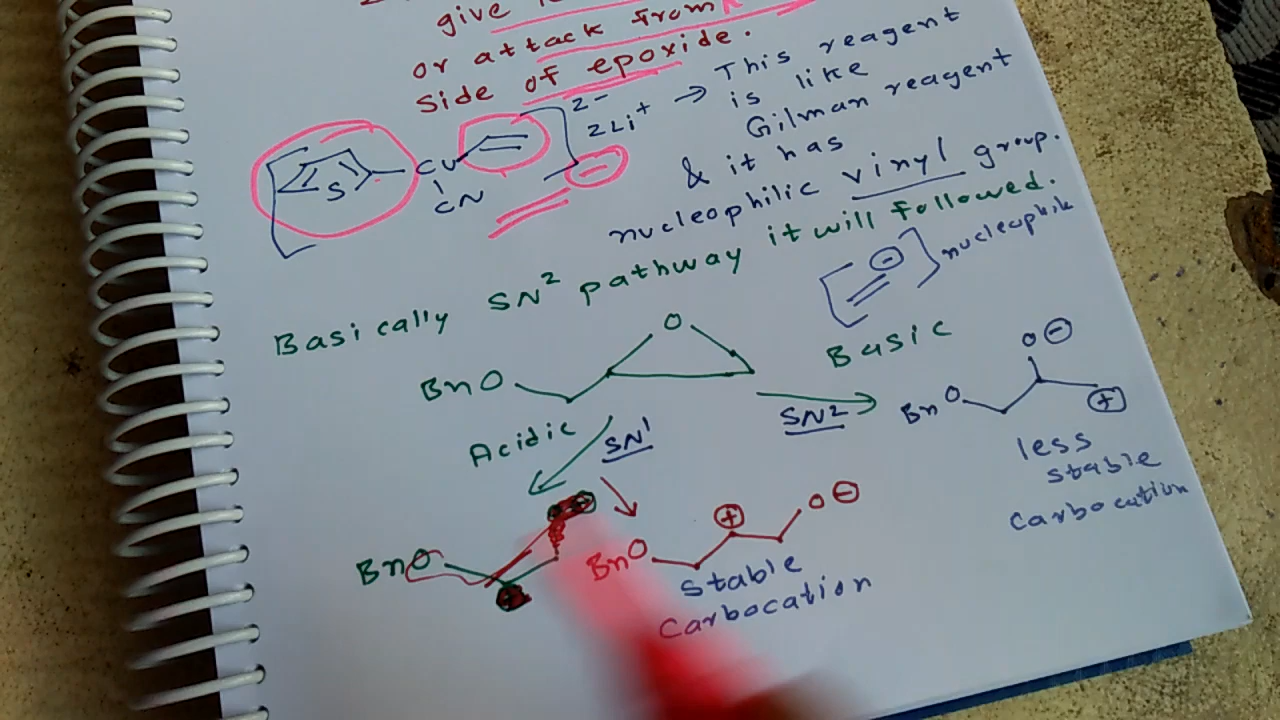 give
or attack from
Side of epoxide.
2-
2Li+ → This reagent
is like
Gilman reagent
& it has
nucleophilic vinyl group.
S Cu
CN
Basically SN2 pathway it will followed.
nucleophile
O
BnO
Basic
SN2
BnO
O
less
stable
carbocation
Acidic
SN1
BnO
BnO
O
Stable
Carbocation